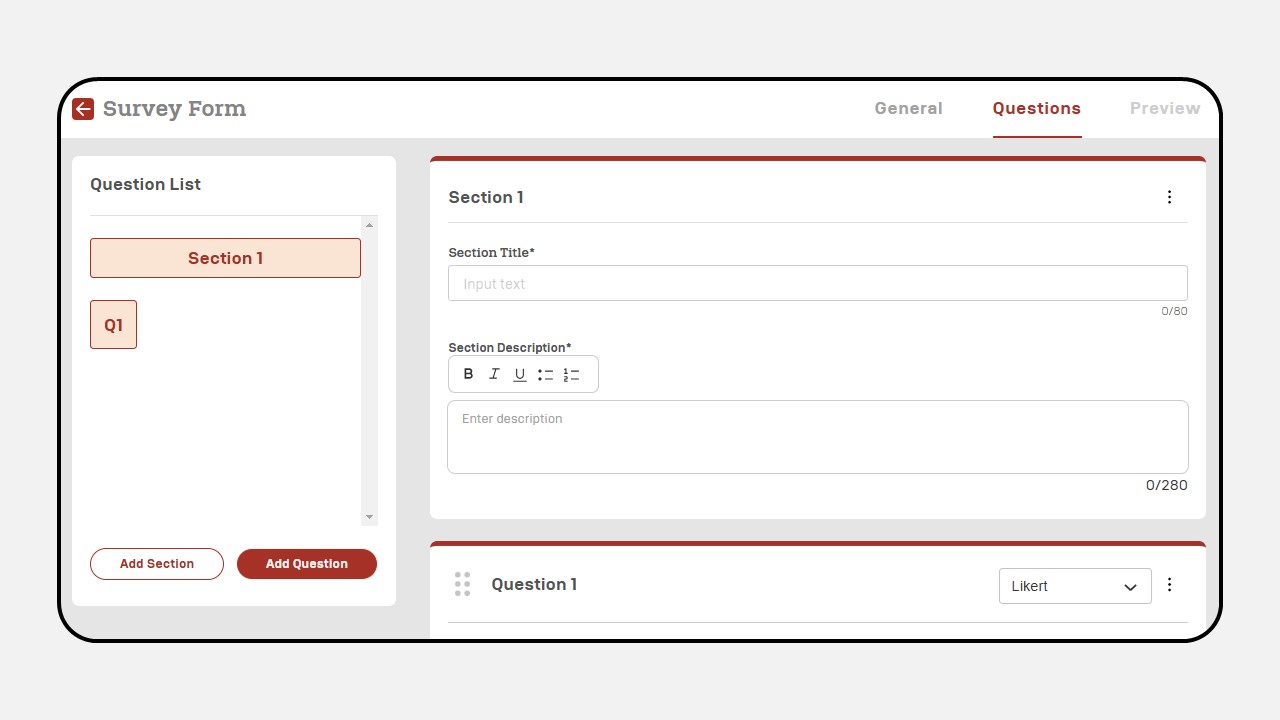 Survey Form
General
Questions
Preview
Question List
Section 1
Q1
Add Section
Add Question
Section 1
Section Title*
Input text
0/80
Section Description*
B I U
Enter description
0/280
Question 1
Likert